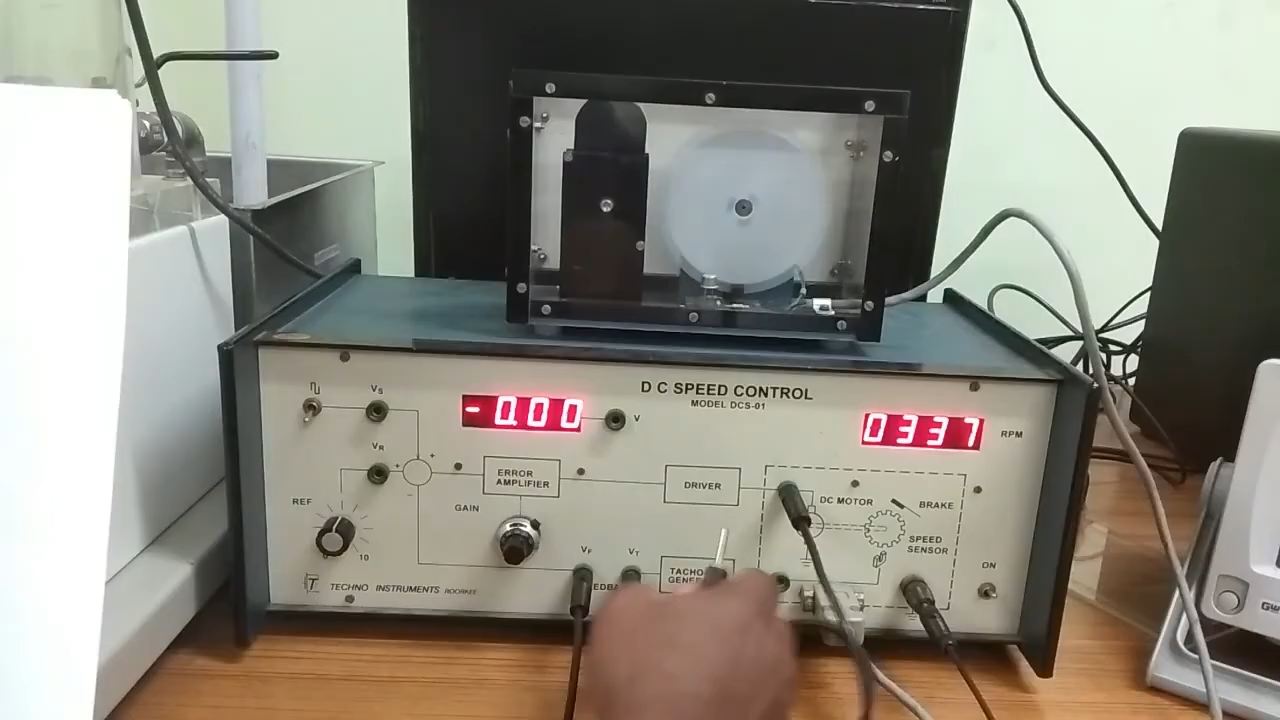 D C SPEED CONTROL
MODEL DCS-01
- 0.00
V
0337
RPM
VS
VR
ERROR
AMPLIFIER
DRIVER
DC MOTOR
BRAKE
SPEED
SENSOR
REF
10
GAIN
VF
VT
TACHO
ON
TECHNO INSTRUMENTS ROORKEE